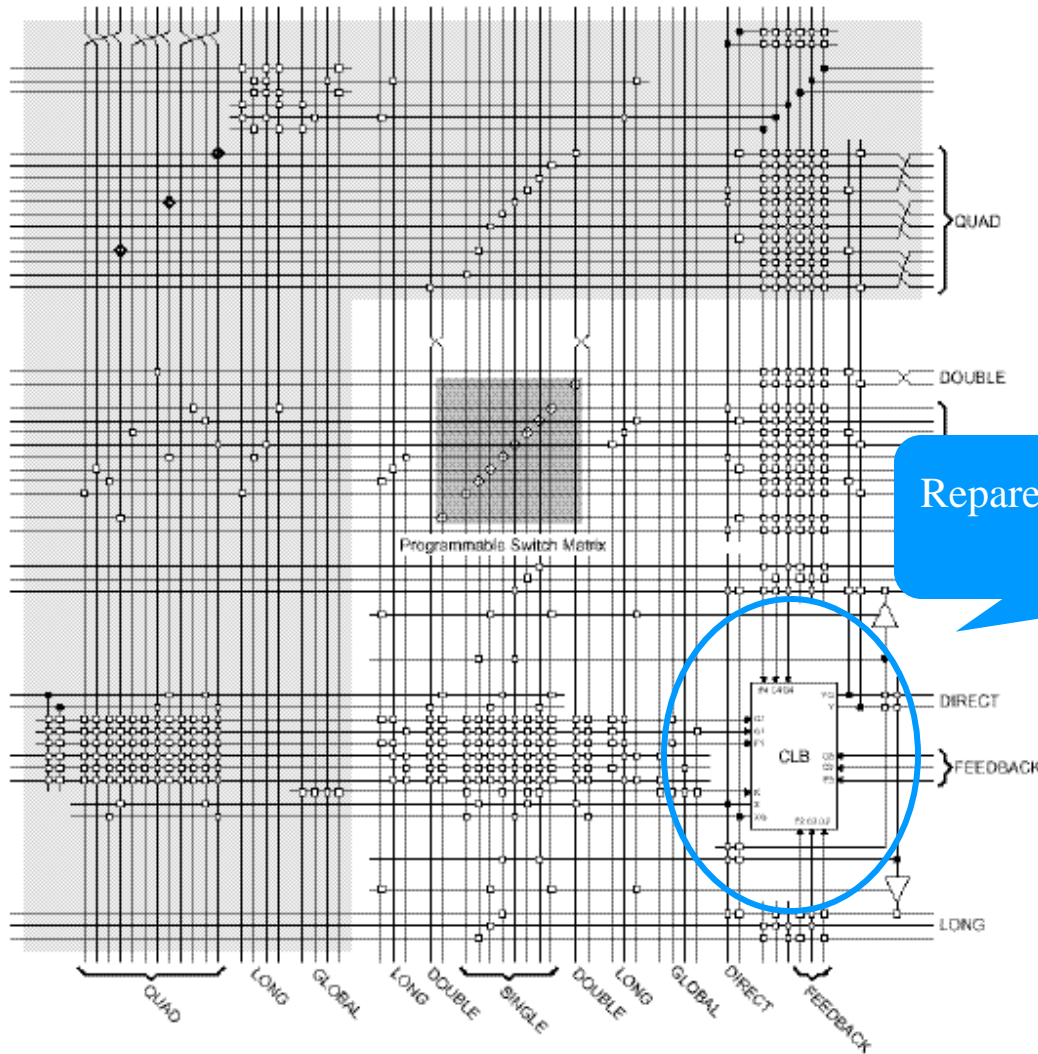 QUAD
DOUBLE
Repare
Programmable Switch Matrix
DIRECT
CLB
FEEDBACK
LONG
QUAD
LONG
GLOBAL
LONG
DOUBLE
SINGLE
DOUBLE
LONG
GLOBAL
DIRECT
FEEDBACK